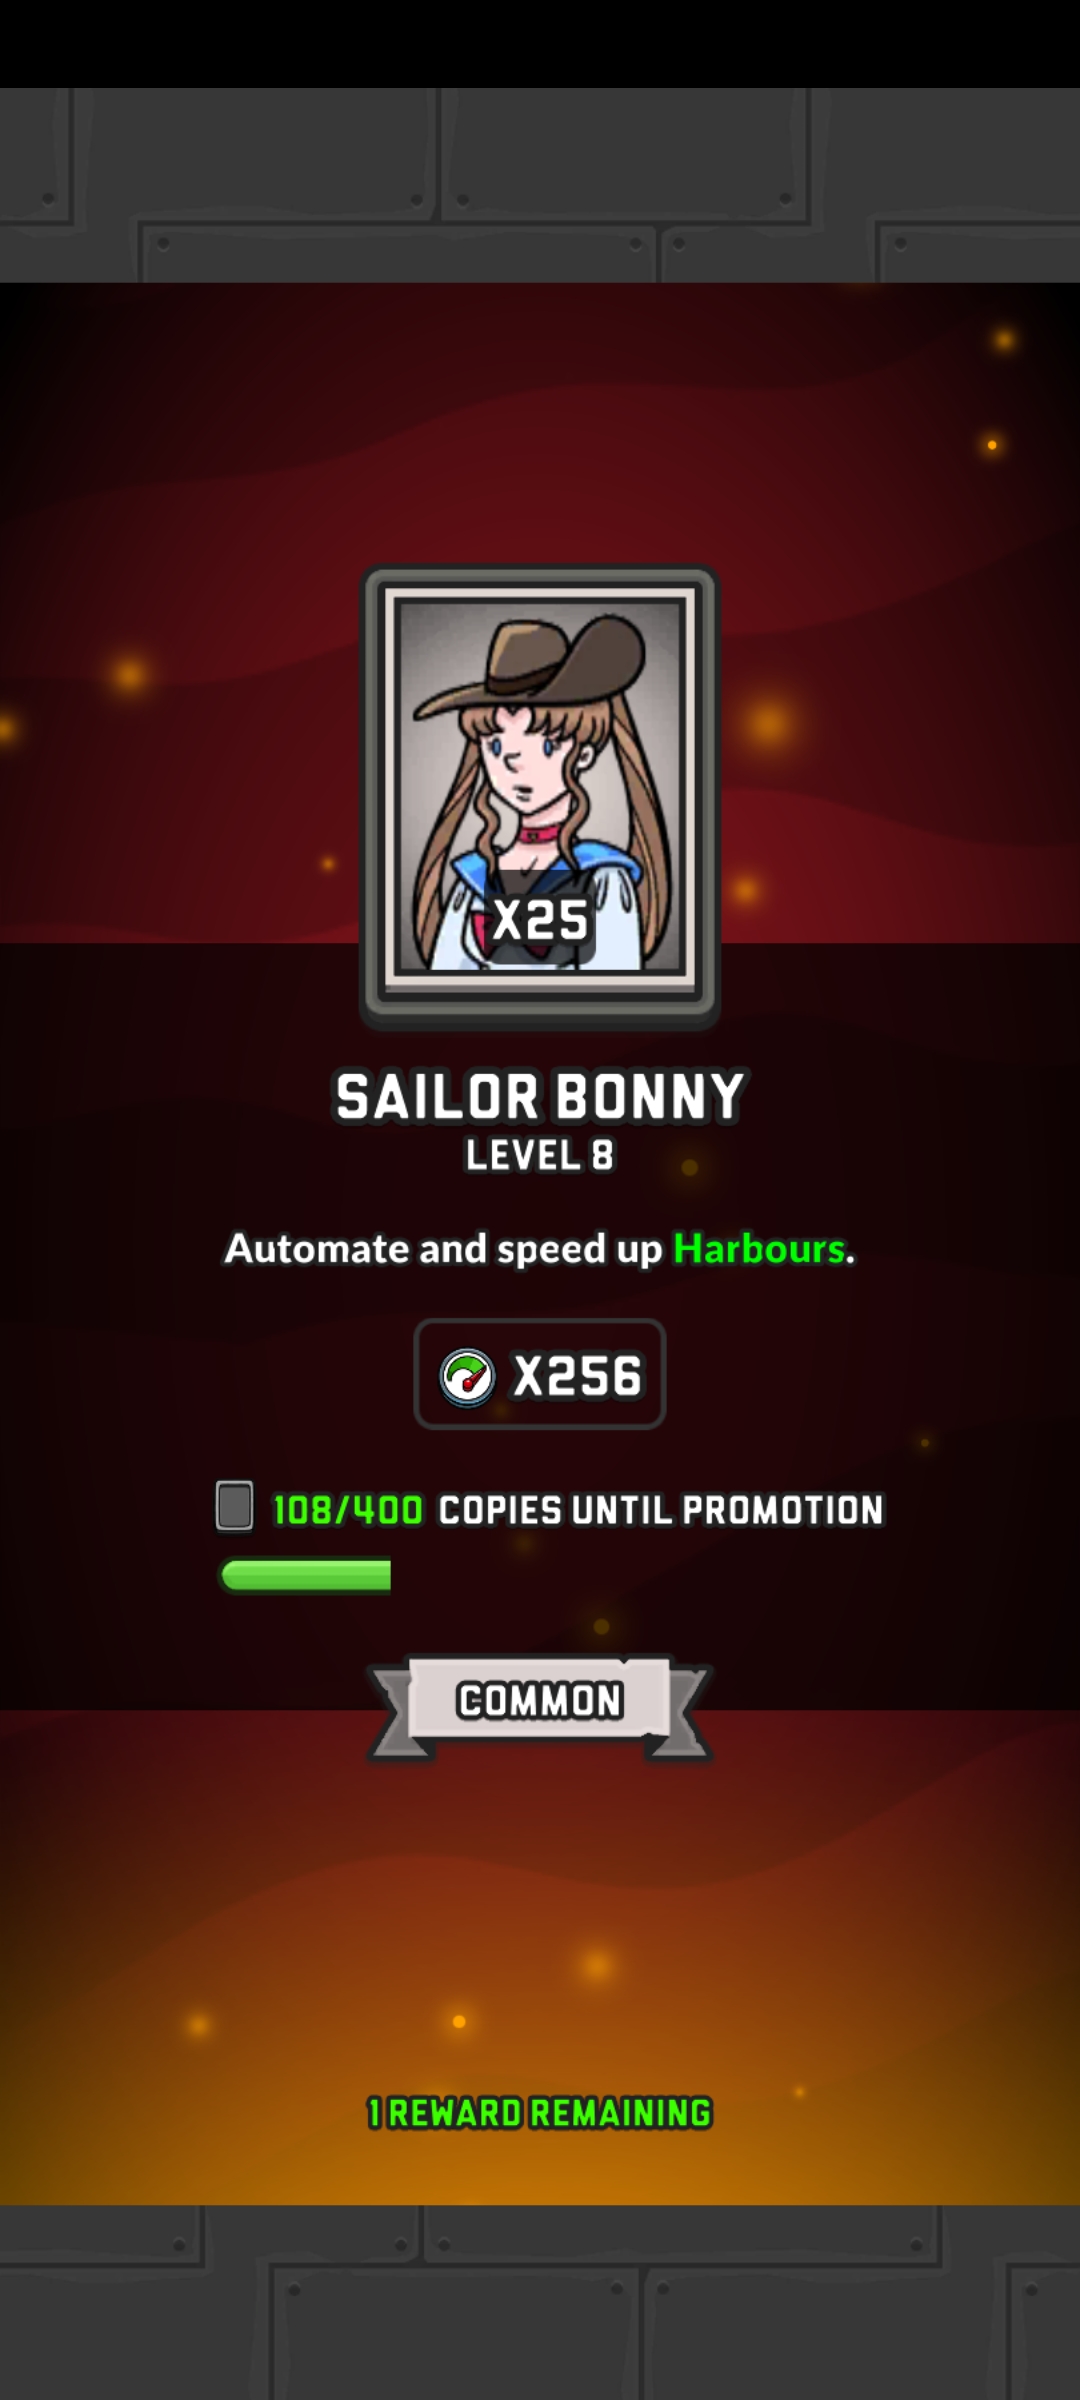 X25
SAILOR BONNY
LEVEL 8
Automate and speed up Harbours.
X256
108/400 COPIES UNTIL PROMOTION
COMMON
1 REWARD REMAINING